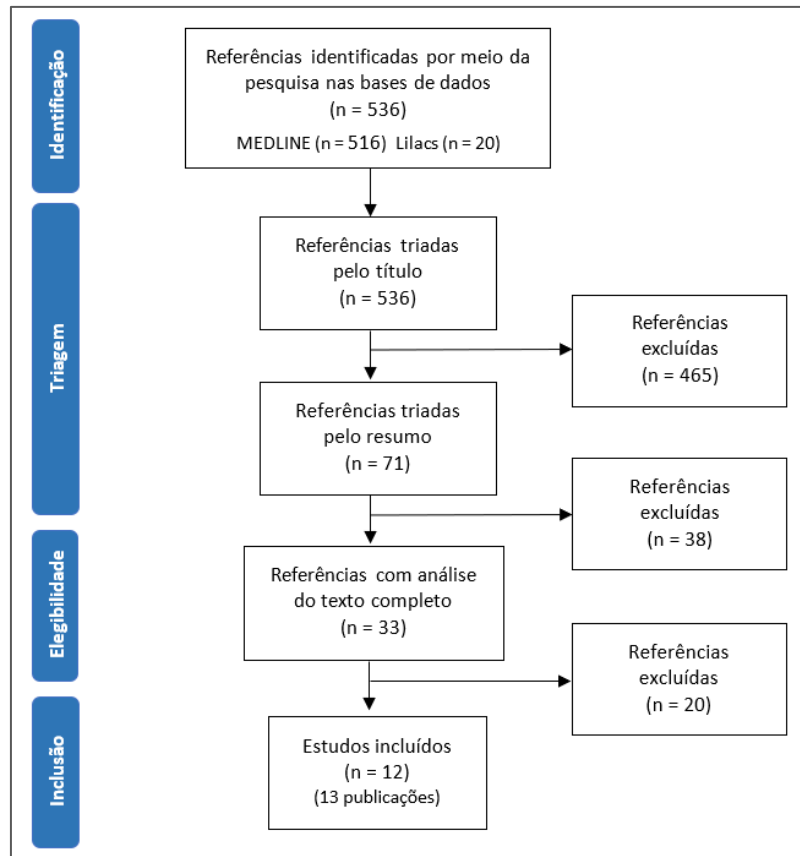 Identificação
Referências identificadas por meio da
pesquisa nas bases de dados
(n = 536)
MEDLINE (n = 516) Lilacs (n = 20)
Triagem
Referências triadas
pelo título
(n = 536)
Referências
excluídas
(n = 465)
Referências triadas
pelo resumo
(n = 71)
Referências
excluídas
(n = 38)
Elegibilidade
Referências com análise
do texto completo
(n = 33)
Referências
excluídas
(n = 20)
Inclusão
Estudos incluídos
(n = 12)
(13 publicações)